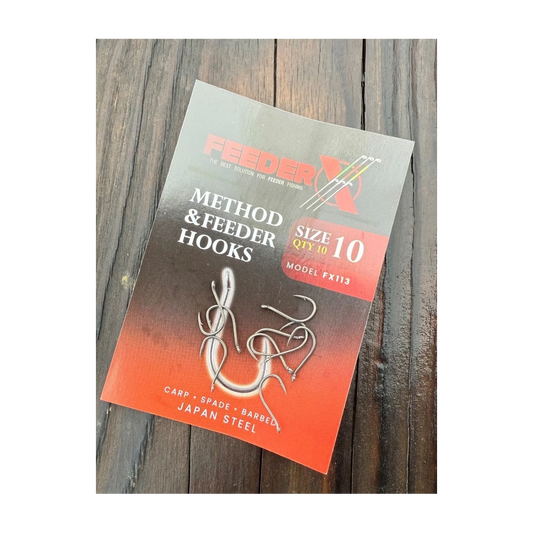 FEEDER X
THE BEST SOLUTION FOR FEEDER FISHING
METHOD
& FEEDER
HOOKS
SIZE 10
QTY 10
MODEL FX113
CARP • SPADE • BARBED
JAPAN STEEL